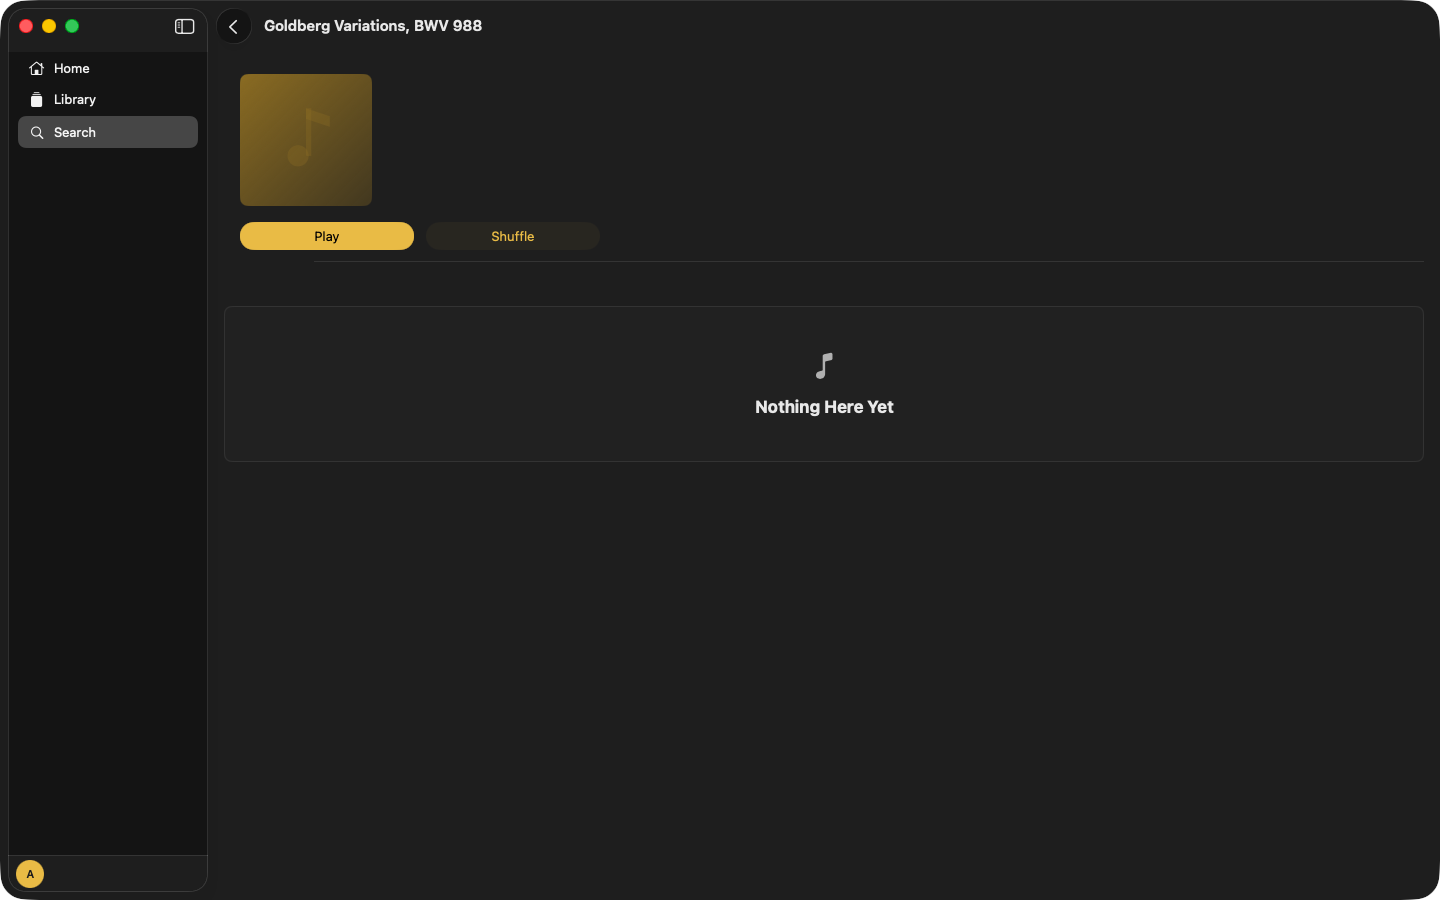 Goldberg Variations, BWV 988
Home
Library
Search
Play
Shuffle
Nothing Here Yet
A